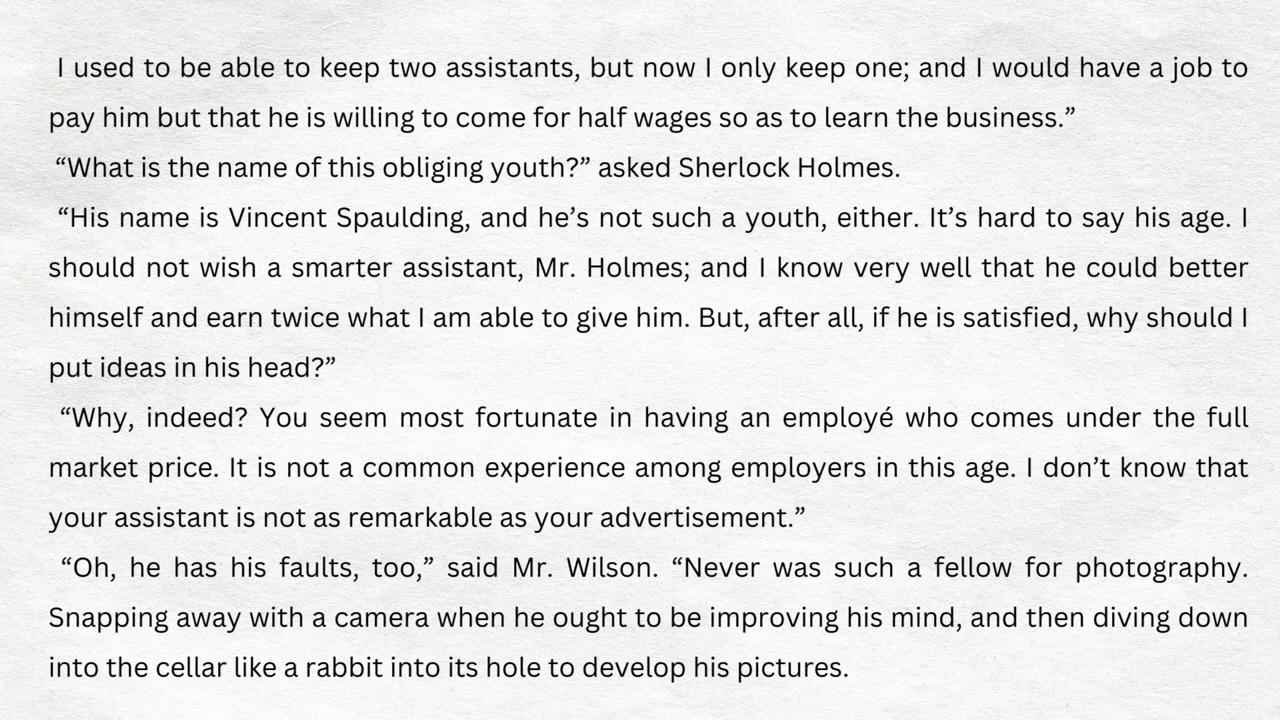 I used to be able to keep two assistants, but now I only keep one; and I would have a job to
pay him but that he is willing to come for half wages so as to learn the business.”
“What is the name of this obliging youth?” asked Sherlock Holmes.
“His name is Vincent Spaulding, and he’s not such a youth, either. It’s hard to say his age. I
should not wish a smarter assistant, Mr. Holmes; and I know very well that he could better
himself and earn twice what I am able to give him. But, after all, if he is satisfied, why should I
put ideas in his head?”
“Why, indeed? You seem most fortunate in having an employé who comes under the full
market price. It is not a common experience among employers in this age. I don’t know that
your assistant is not as remarkable as your advertisement.”
“Oh, he has his faults, too,” said Mr. Wilson. “Never was such a fellow for photography.
Snapping away with a camera when he ought to be improving his mind, and then diving down
into the cellar like a rabbit into its hole to develop his pictures.